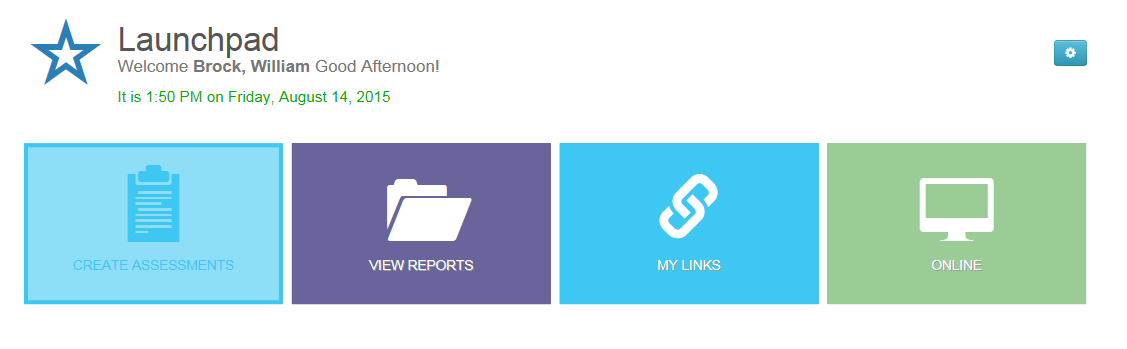 Launchpad
Welcome Brock, William Good Afternoon!
It is 1:50 PM on Friday, August 14, 2015
CREATE ASSESSMENTS
VIEW REPORTS
MY LINKS
ONLINE